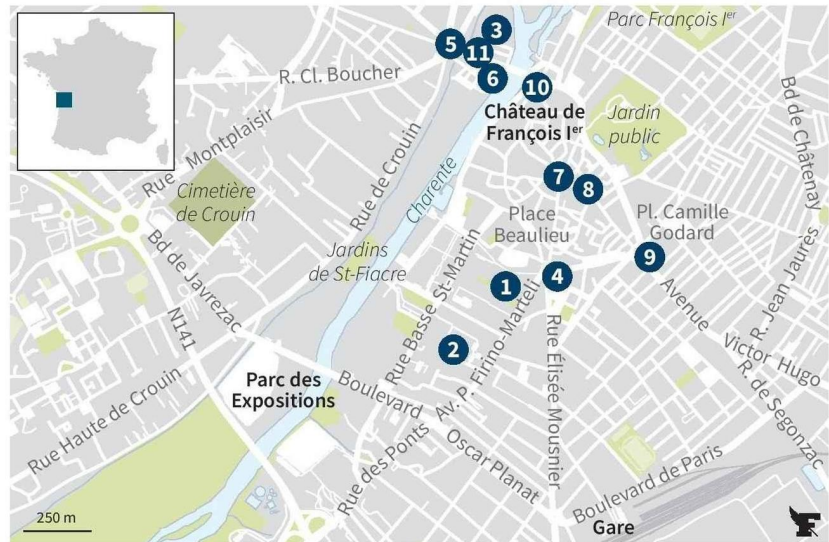 Parc François Ier
3
5
11
6
10
R. Cl. Boucher
Château de
François Ier
Jardin
public
Bd de Châtenay
Rue Montplaisir
Rue de Crouin
Charente
Cimetière
de Crouin
7
8
Place
Beaulieu
Pl. Camille
Godard
Bd de Javrezac
Jardins
de St-Fiacre
Rue Basse St-Martin
9
1
4
N141
2
Av. P. Firino-Marteli
Rue Élisée Mousnier
Avenue Victor Hugo
R. Jean Jaurès
R. de Segonzac
Parc des
Expositions
Boulevard Oscar Planat
Rue Haute de Crouin
Rue des Ponts
Boulevard de Paris
Gare
250 m
F